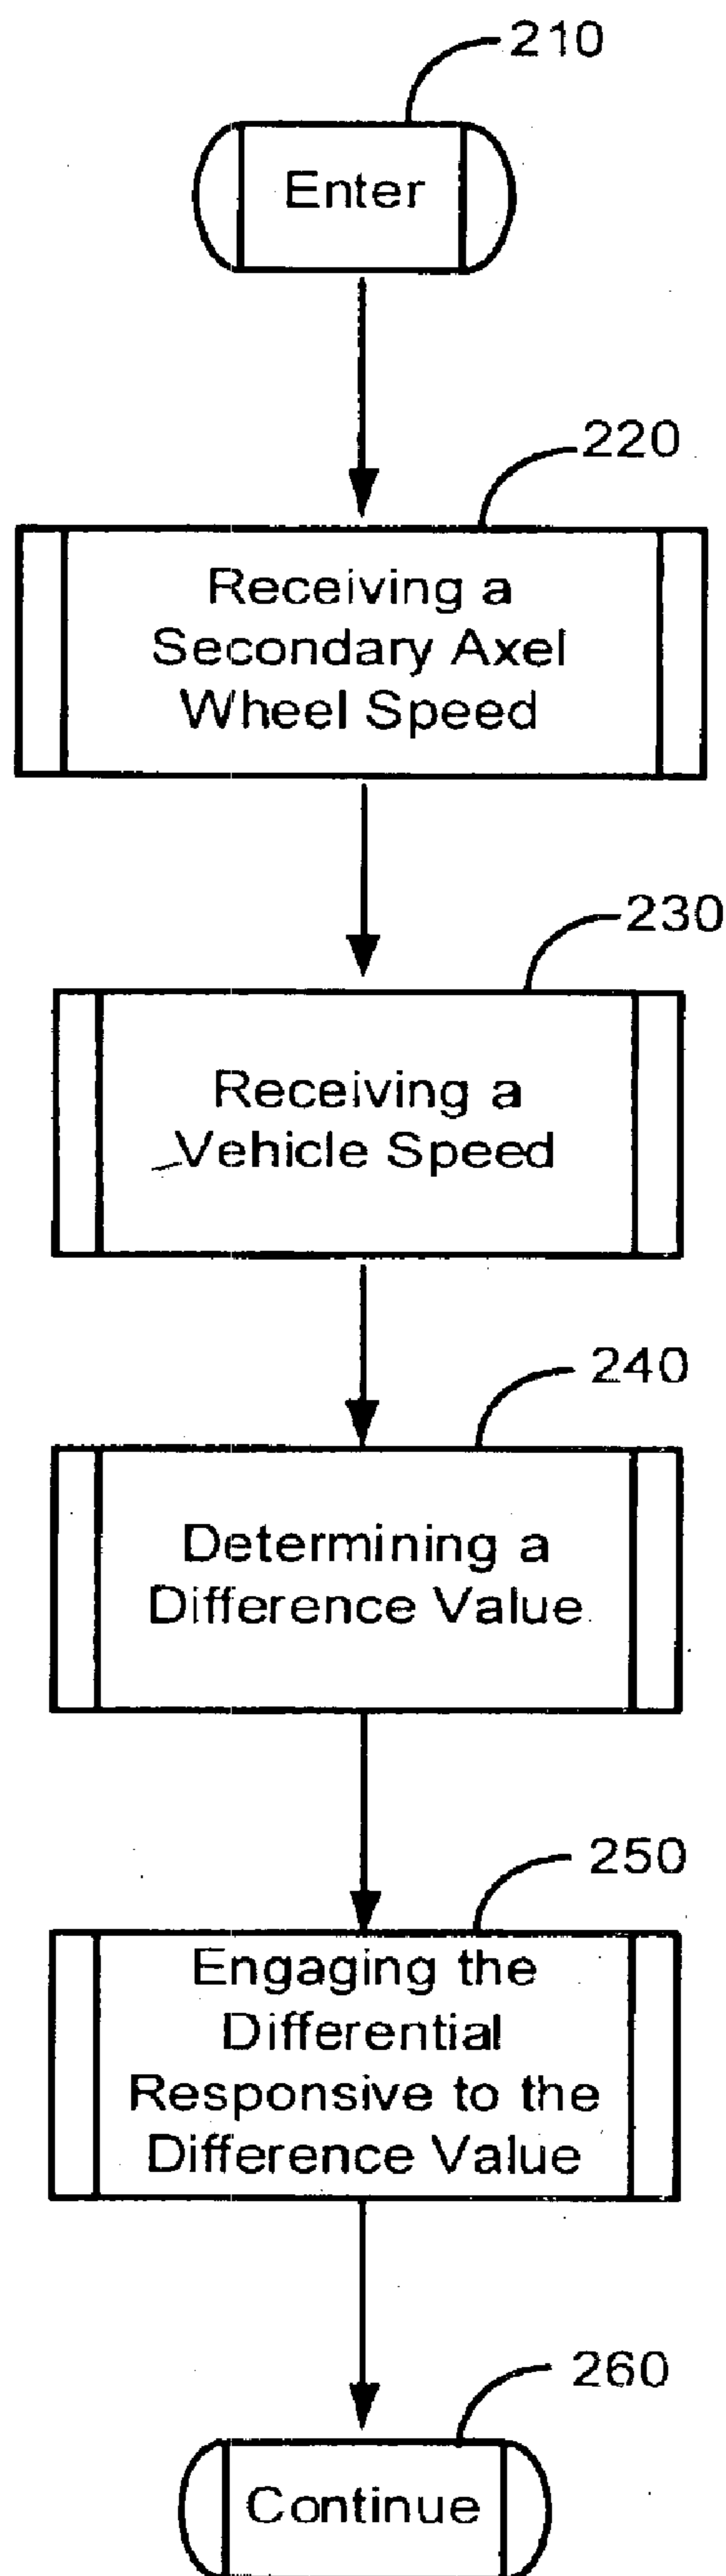 210
Enter
220
Receiving a
Secondary Axel
Wheel Speed
230
Receiving a
Vehicle Speed
240
Determining a
Difference Value
250
Engaging the
Differential
Responsive to the
Difference Value
260
Continue